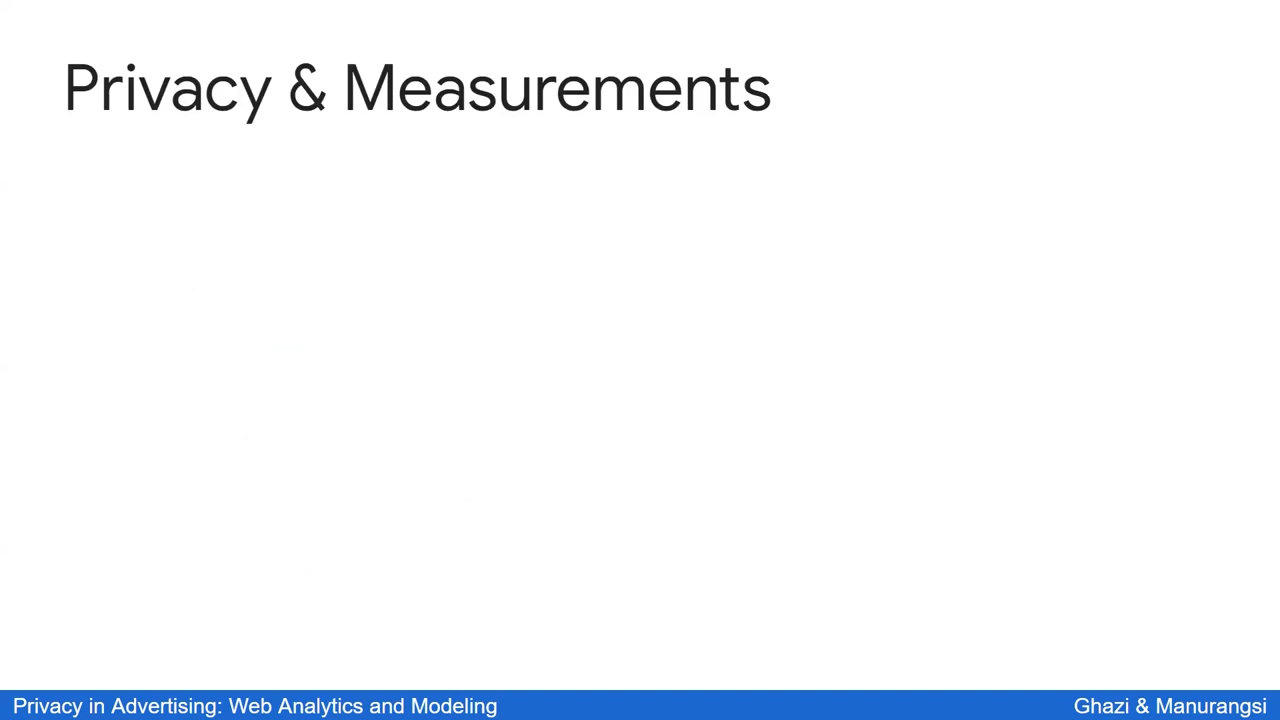 Privacy & Measurements
Privacy in Advertising: Web Analytics and Modeling
Ghazi & Manurangsi